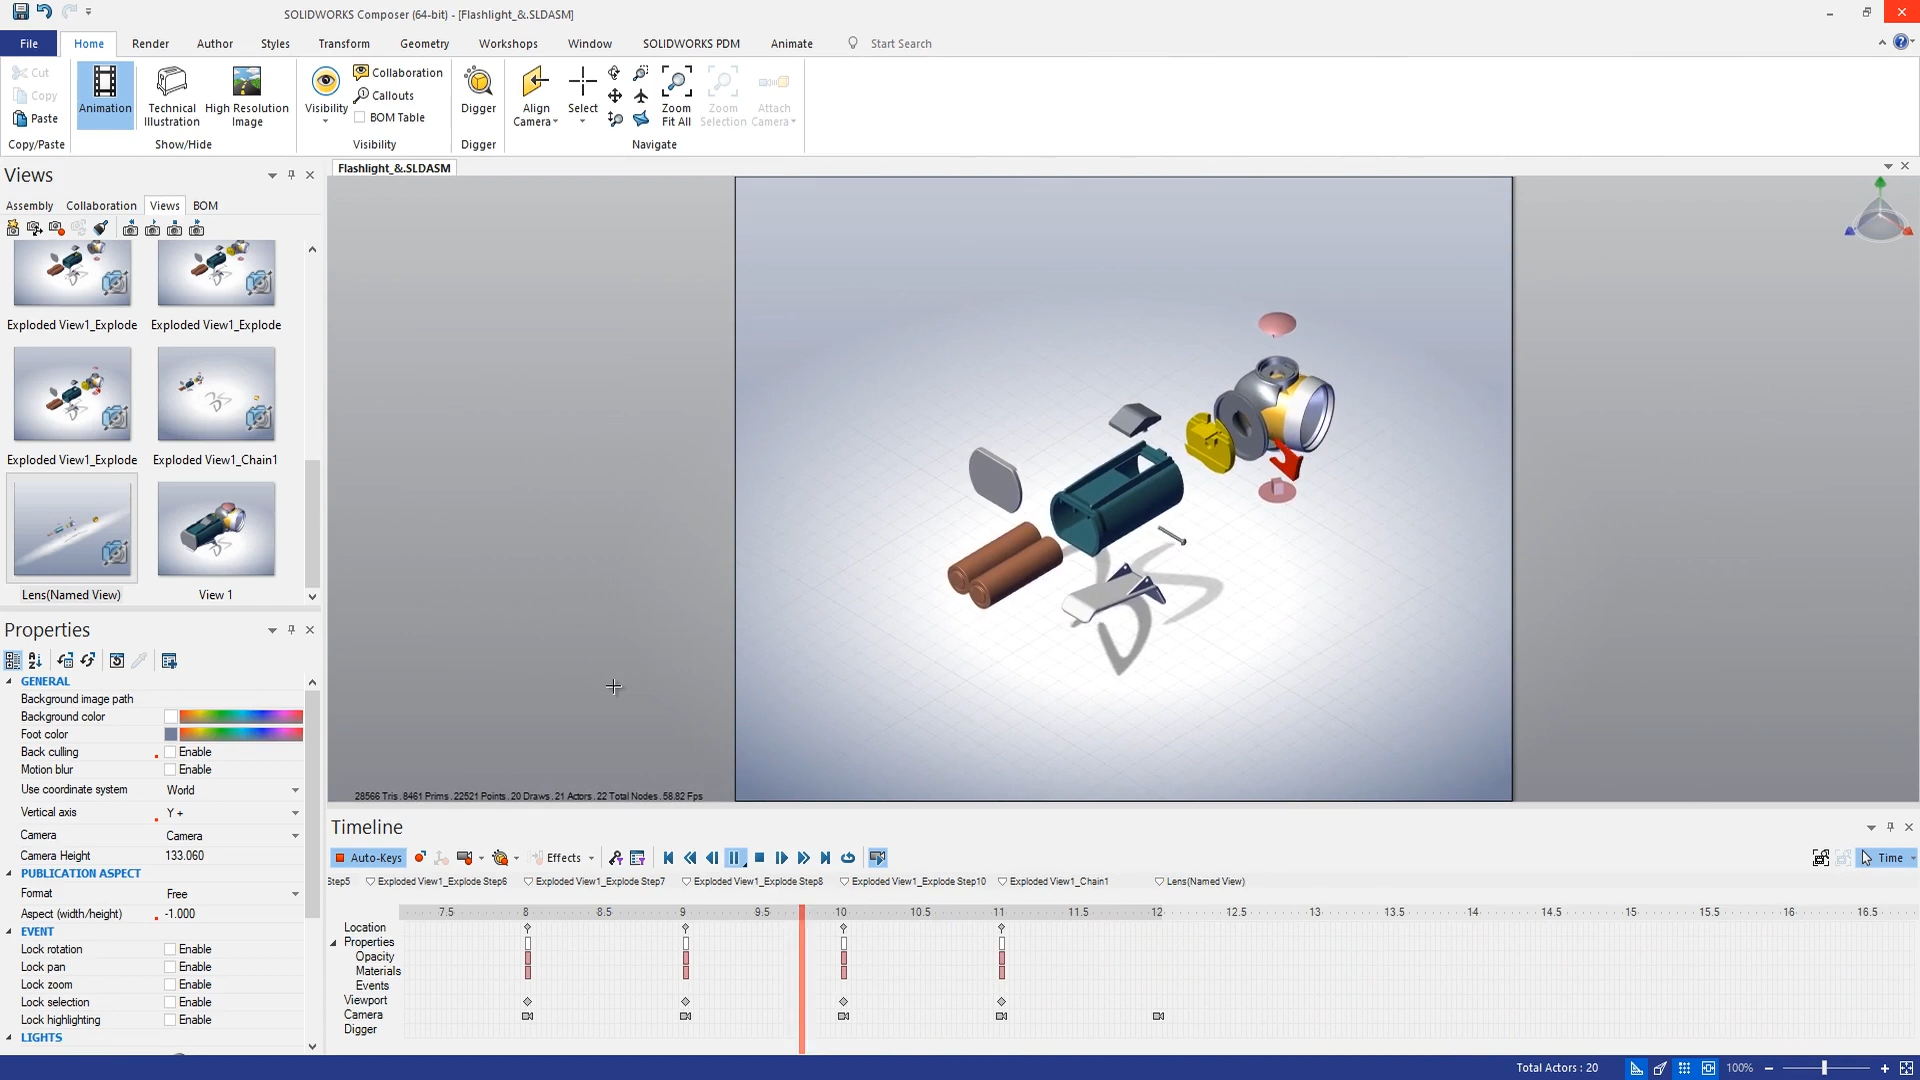 SOLIDWORKS Composer (64-bit) - [Flashlight_&.SLDASM]
File Home Render Author Styles Transform Geometry Workshops Window SOLIDWORKS PDM Animate Start Search
Cut
Copy
Paste
Copy/Paste
Animation
Technical Illustration
High Resolution Image
Show/Hide
Visibility
Collaboration
Callouts
BOM Table
Visibility
Digger
Digger
Align Camera
Select
Zoom Fit All
Zoom Selection
Attach Camera
Navigate
Views
Assembly Collaboration Views BOM
Exploded View1_Explode Exploded View1_Explode
Exploded View1_Explode Exploded View1_Chain1
Lens(Named View) View 1
Flashlight_&.SLDASM
28566 Tris . 8461 Prims . 22521 Points . 20 Draws . 21 Actors . 22 Total Nodes . 58.82 Fps
Properties
GENERAL
Background image path
Background color
Foot color
Back culling Enable
Motion blur Enable
Use coordinate system World
Vertical axis Y +
Camera Camera
Camera Height 133.060
PUBLICATION ASPECT
Format Free
Aspect (width/height) -1.000
EVENT
Lock rotation Enable
Lock pan Enable
Lock zoom Enable
Lock selection Enable
Lock highlighting Enable
LIGHTS
Timeline
Auto-Keys Effects Time
Step5 Exploded View1_Explode Step6 Exploded View1_Explode Step7 Exploded View1_Explode Step8 Exploded View1_Explode Step10 Exploded View1_Chain1 Lens(Named View)
7.5 8 8.5 9 9.5 10 10.5 11 11.5 12 12.5 13 13.5 14 14.5 15 15.5 16 16.5
Location
Properties
Opacity
Materials
Events
Viewport
Camera
Digger
Total Actors : 20 100%